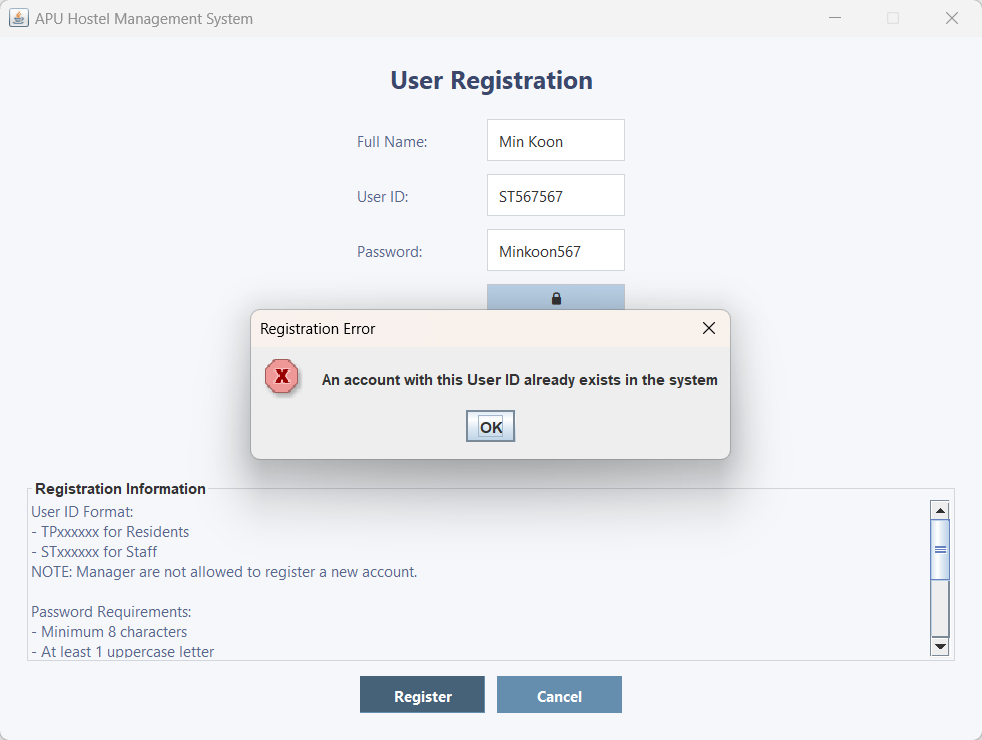 APU Hostel Management System
User Registration
Full Name:
Min Koon
User ID:
ST567567
Password:
Minkoon567
Registration Error
X
An account with this User ID already exists in the system
OK
Registration Information
User ID Format:
- TPxxxxxx for Residents
- STxxxxxx for Staff
NOTE: Manager are not allowed to register a new account.
Password Requirements:
- Minimum 8 characters
- At least 1 uppercase letter
Register
Cancel